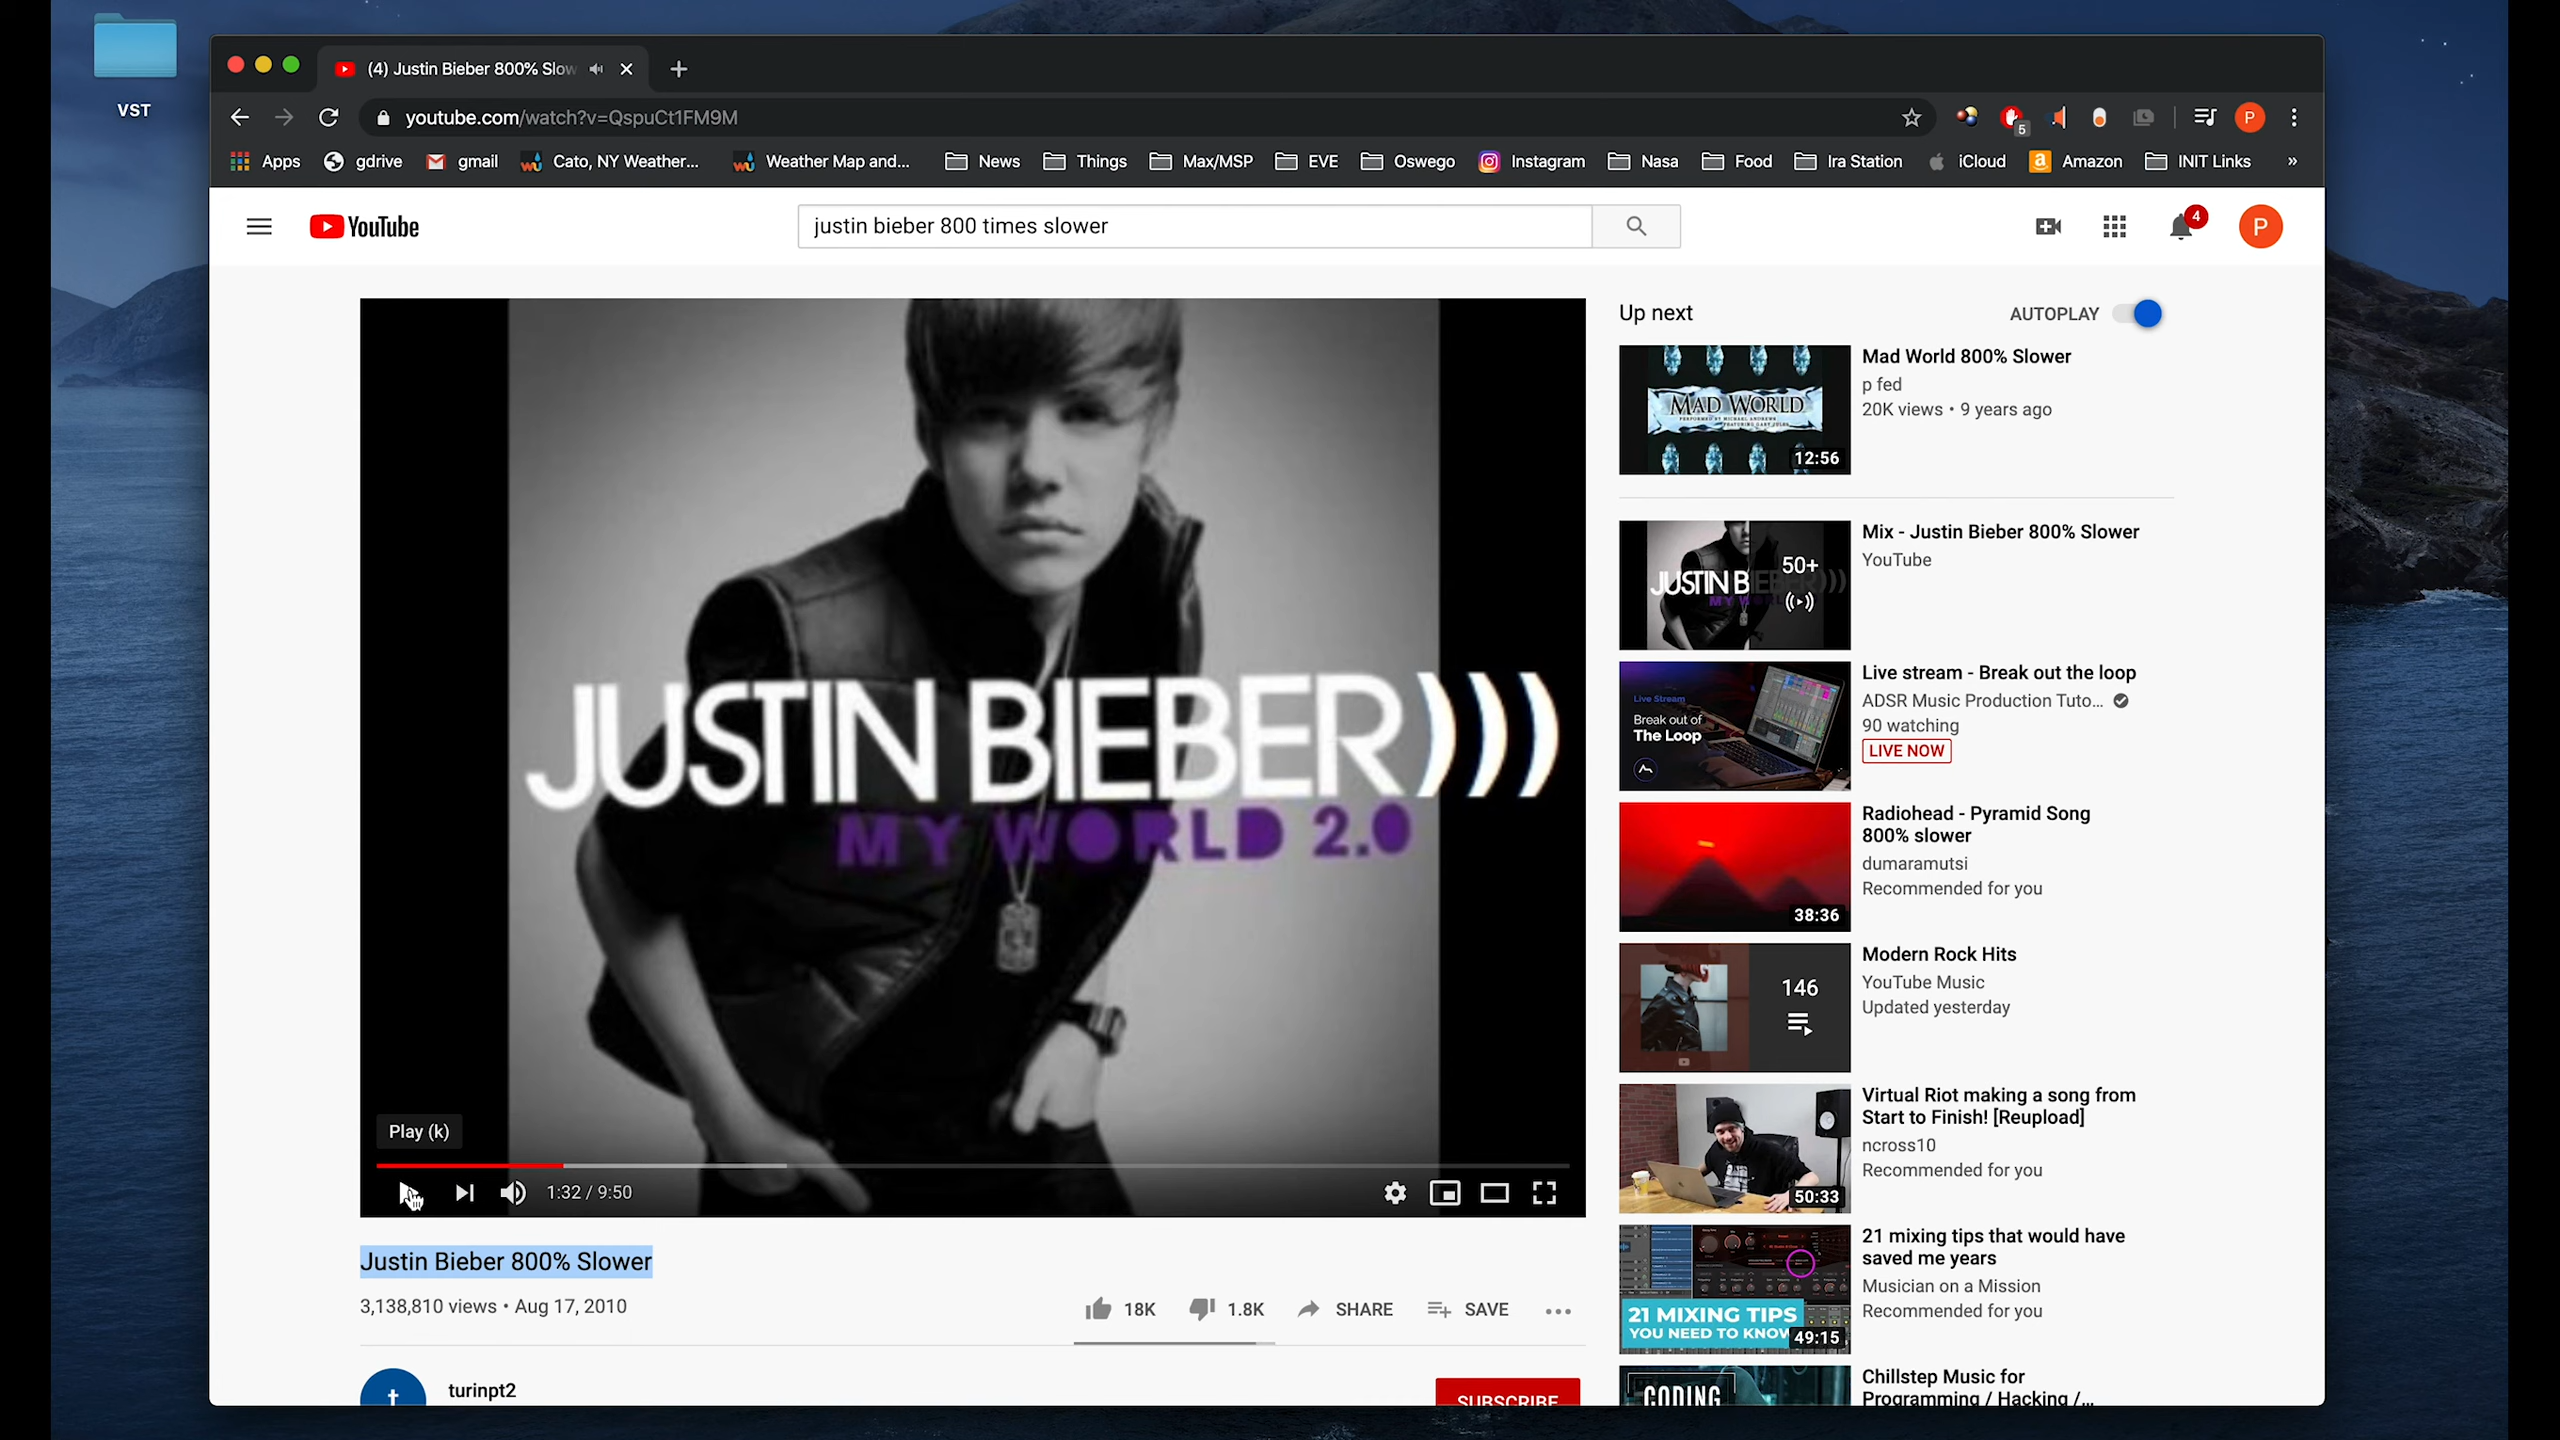 VST
(4) Justin Bieber 800% Slow
youtube.com/watch?v=QspuCt1FM9M
5
P
Apps gdrive gmail Cato, NY Weather... Weather Map and... News Things Max/MSP EVE Oswego Instagram Nasa Food Ira Station iCloud Amazon INIT Links »
YouTube
justin bieber 800 times slower
4
P
JUSTIN BIEBER)))
MY WORLD 2.0
Play (k)
1:32 / 9:50
Justin Bieber 800% Slower
3,138,810 views • Aug 17, 2010
18K 1.8K SHARE SAVE
t
turinpt2
SUBSCRIBE
Up next
AUTOPLAY
MAD WORLD
12:56
Mad World 800% Slower
p fed
20K views • 9 years ago
JUSTIN BIEBER)))
MY WORLD
50+
Mix - Justin Bieber 800% Slower
YouTube
Live Stream
Break out of
The Loop
Live stream - Break out the loop
ADSR Music Production Tuto...
90 watching
LIVE NOW
38:36
Radiohead - Pyramid Song
800% slower
dumaramutsi
Recommended for you
146
Modern Rock Hits
YouTube Music
Updated yesterday
50:33
Virtual Riot making a song from
Start to Finish! [Reupload]
ncross10
Recommended for you
21 MIXING TIPS
YOU NEED TO KNOW
49:15
21 mixing tips that would have
saved me years
Musician on a Mission
Recommended for you
CODING
Chillstep Music for
Programming / Hacking /...